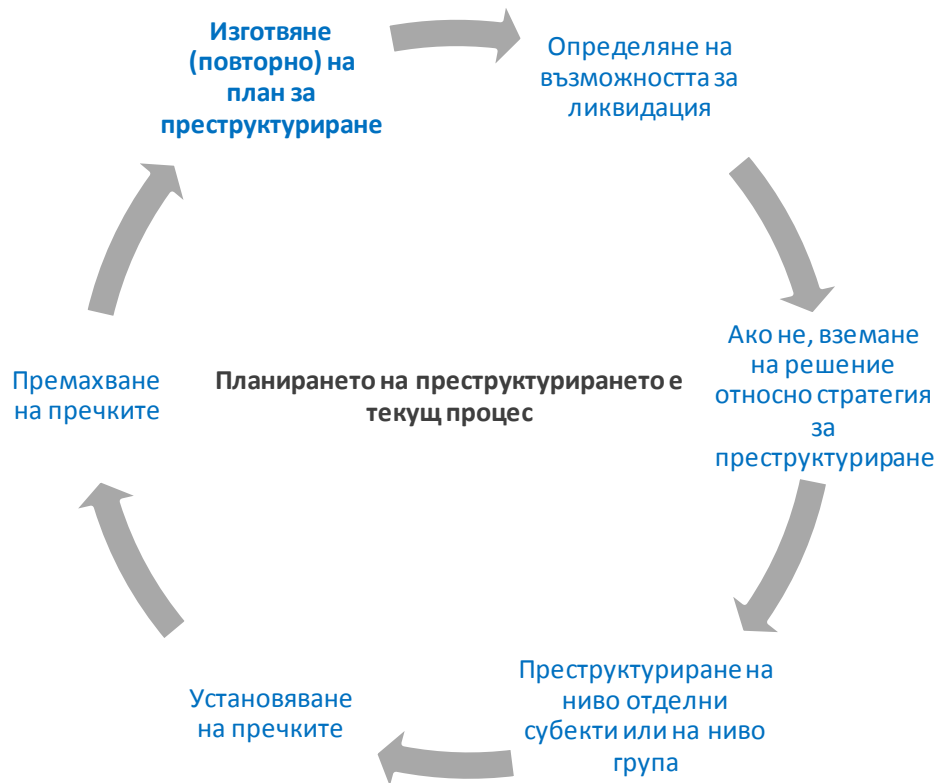 Изготвяне
(повторно) на
план за
преструктуриране
Определяне на
възможността за
ликвидация
Ако не, вземане
на решение
относно стратегия
за
преструктуриране
Преструктуриране на
ниво отделни
субекти или на ниво
група
Установяване
на пречките
Премахване
на пречките
Планирането на преструктурирането е
текущ процес